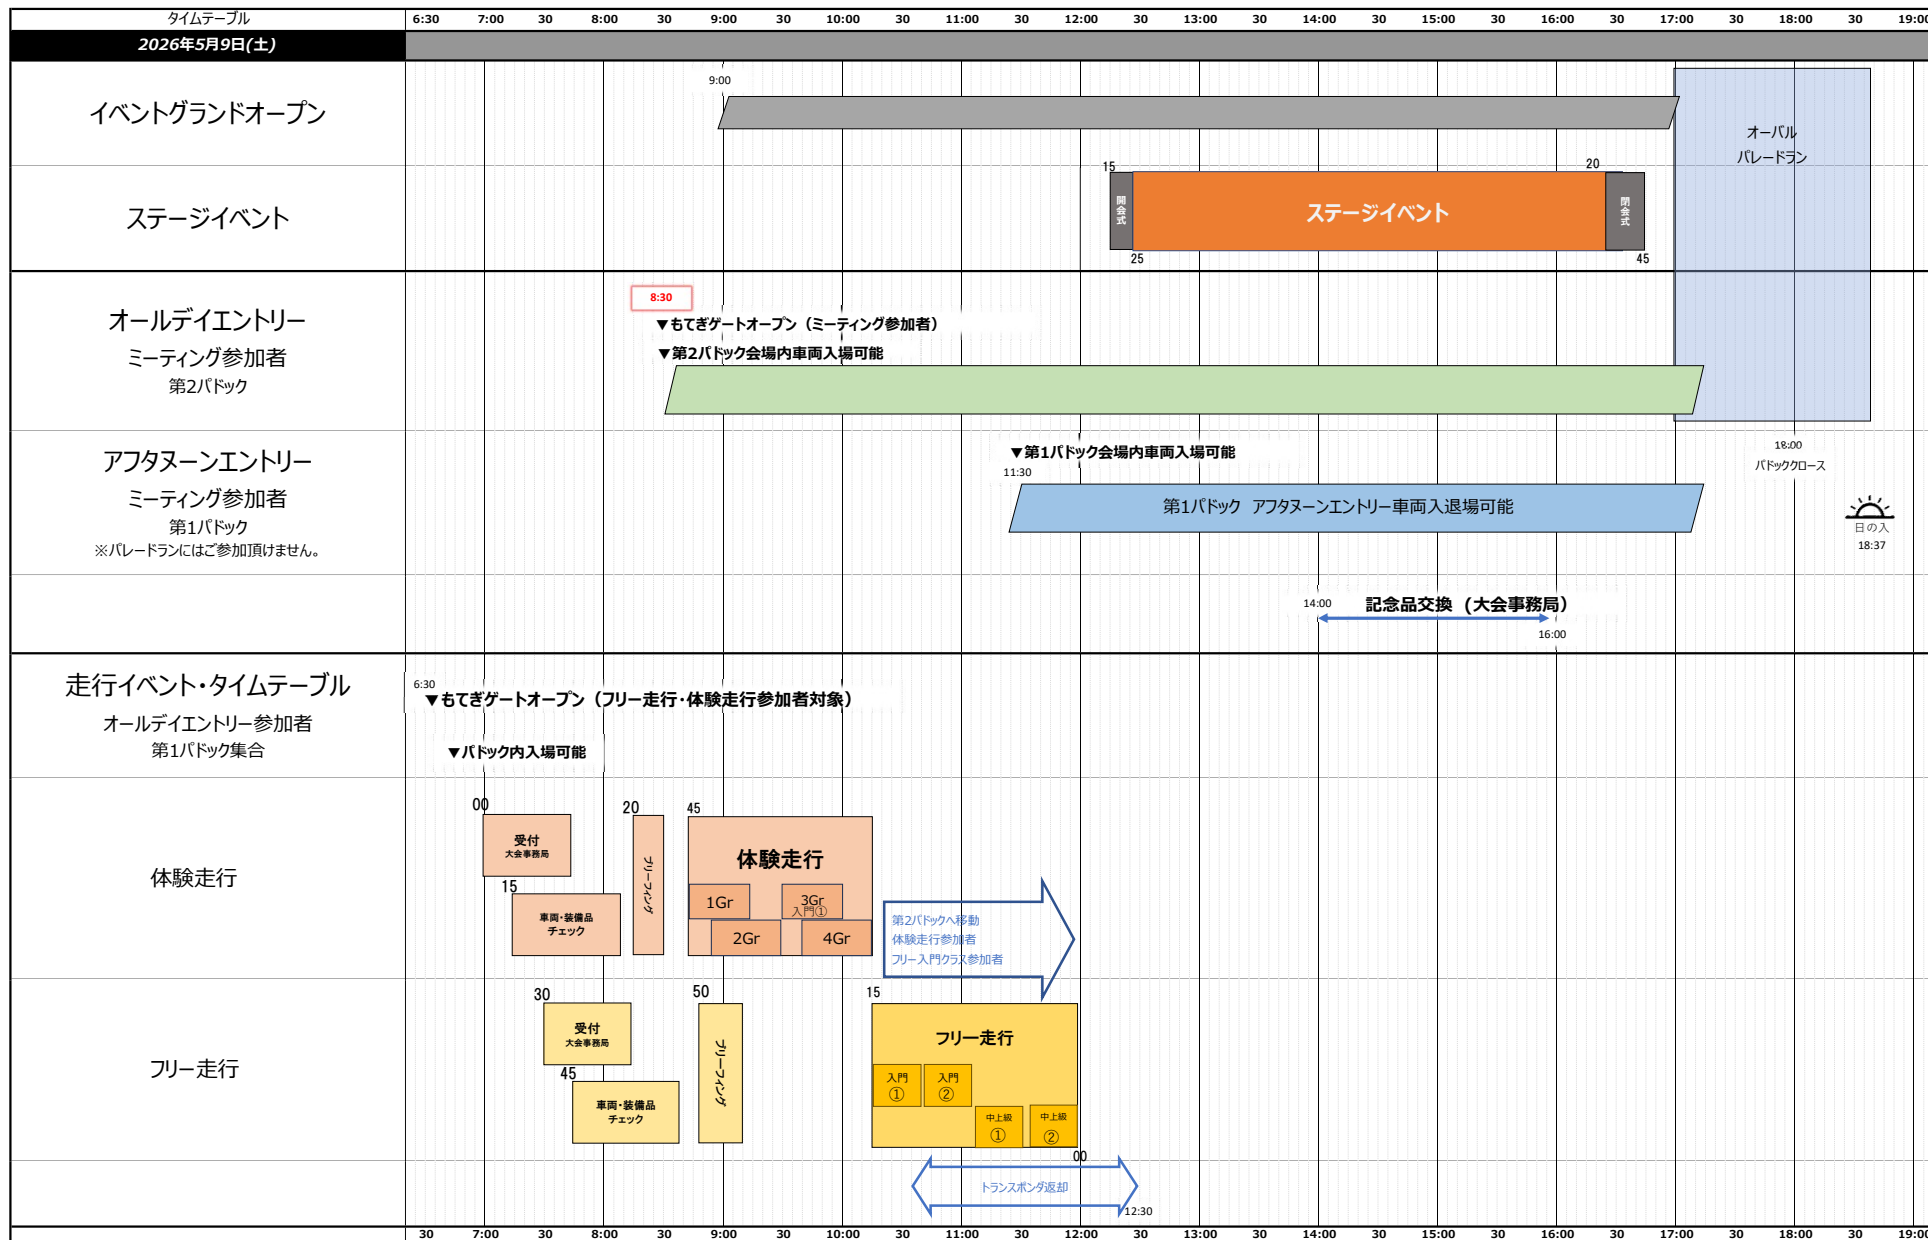 タイムテーブル
6:30 7:00 30 8:00 30 9:00 30 10:00 30 11:00 30 12:00 30 13:00 30 14:00 30 15:00 30 16:00 30 17:00 30 18:00 30 19:00
2026年5月9日(土)
イベントグランドオープン
9:00
オーバル
パレードラン
ステージイベント
15
開会式
25
ステージイベント
20
閉会式
45
オールデイエントリー
ミーティング参加者
第2パドック
8:30
▼もてぎゲートオープン（ミーティング参加者）
▼第2パドック会場内車両入場可能
アフタヌーンエントリー
ミーティング参加者
第1パドック
※パレードランにはご参加頂けません。
▼第1パドック会場内車両入場可能
11:30
第1パドック アフタヌーンエントリー車両入退場可能
18:00
パドッククロース
日の入
18:37
14:00
記念品交換（大会事務局）
16:00
走行イベント・タイムテーブル
オールデイエントリー参加者
第1パドック集合
6:30
▼もてぎゲートオープン（フリー走行・体験走行参加者対象）
▼パドック内入場可能
体験走行
00
受付
大会事務局
15
車両・装備品
チェック
20
ブリーフィング
45
体験走行
1Gr
2Gr
3Gr
入門①
4Gr
第2パドックへ移動
体験走行参加者
フリー入門クラス参加者
フリー走行
30
受付
大会事務局
45
車両・装備品
チェック
50
ブリーフィング
15
フリー走行
入門
①
入門
②
中上級
①
中上級
②
00
トランスポンダ返却
12:30
30 7:00 30 8:00 30 9:00 30 10:00 30 11:00 30 12:00 30 13:00 30 14:00 30 15:00 30 16:00 30 17:00 30 18:00 30 19:00